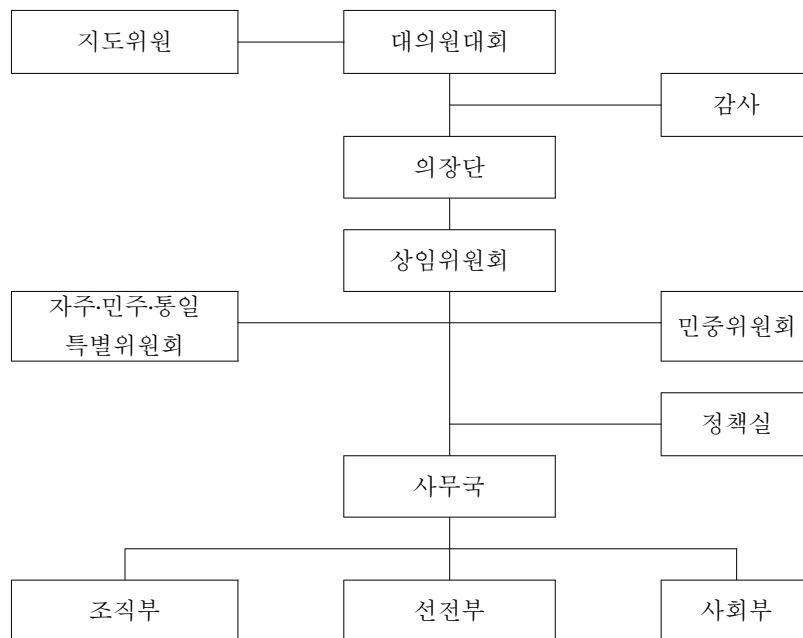 지도위원
대의원대회
감사
의장단
상임위원회
자주·민주·통일
특별위원회
민중위원회
정책실
사무국
조직부
선전부
사회부